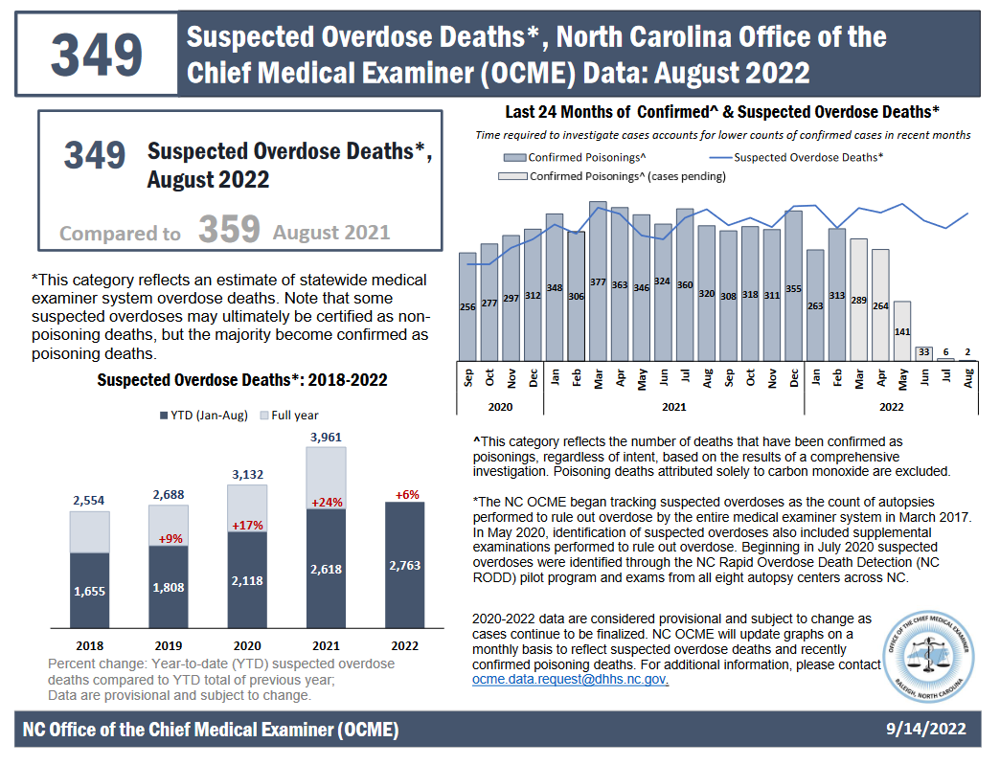 349
Suspected Overdose Deaths*, North Carolina Office of the
Chief Medical Examiner (OCME) Data: August 2022
349 Suspected Overdose Deaths*,
August 2022
Compared to 359 August 2021
*This category reflects an estimate of statewide medical
examiner system overdose deaths. Note that some
suspected overdoses may ultimately be certified as non-
poisoning deaths, but the majority become confirmed as
poisoning deaths.
Suspected Overdose Deaths*: 2018-2022
YTD (Jan-Aug) Full year
3,961
3,132
2,554 2,688
+24% +6%
+17%
+9%
1,655 1,808 2,118 2,618 2,763
2018 2019 2020 2021 2022
Percent change: Year-to-date (YTD) suspected overdose
deaths compared to YTD total of previous year;
Data are provisional and subject to change.
Last 24 Months of Confirmed^ & Suspected Overdose Deaths*
Time required to investigate cases accounts for lower counts of confirmed cases in recent months
Confirmed Poisonings^ Suspected Overdose Deaths*
Confirmed Poisonings^ (cases pending)
256 277 297 312 348 306 377 363 346 324 360 320 308 318 311 355 263 313 289 264 141 33 6 2
Sep Oct Nov Dec Jan Feb Mar Apr May Jun Jul Aug Sep Oct Nov Dec Jan Feb Mar Apr May Jun Jul Aug
2020 2021 2022
^This category reflects the number of deaths that have been confirmed as
poisonings, regardless of intent, based on the results of a comprehensive
investigation. Poisoning deaths attributed solely to carbon monoxide are excluded.
*The NC OCME began tracking suspected overdoses as the count of autopsies
performed to rule out overdose by the entire medical examiner system in March 2017.
In May 2020, identification of suspected overdoses also included supplemental
examinations performed to rule out overdose. Beginning in July 2020 suspected
overdoses were identified through the NC Rapid Overdose Death Detection (NC
RODD) pilot program and exams from all eight autopsy centers across NC.
2020-2022 data are considered provisional and subject to change as
cases continue to be finalized. NC OCME will update graphs on a
monthly basis to reflect suspected overdose deaths and recently
confirmed poisoning deaths. For additional information, please contact
ocme.data.request@dhhs.nc.gov.
OFFICE OF THE CHIEF MEDICAL EXAMINER
RALEIGH, NORTH CAROLINA
NC Office of the Chief Medical Examiner (OCME)
9/14/2022